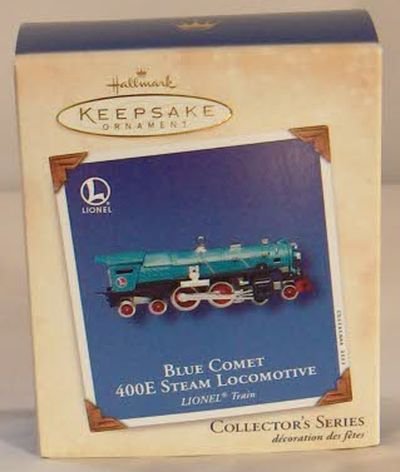 Hallmark
KEEPSAKE
ORNAMENT
L
LIONEL
BLUE COMET
400E STEAM LOCOMOTIVE
LIONEL® Train
COLLECTOR'S SERIES
décoration des fêtes